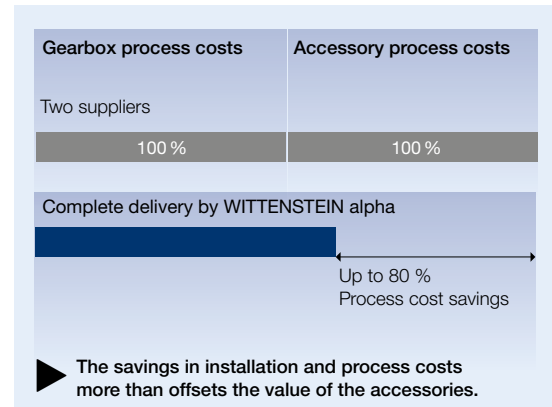 Gearbox process costs
Accessory process costs
Two suppliers
100 %
100 %
Complete delivery by WITTENSTEIN alpha
Up to 80 %
Process cost savings
The savings in installation and process costs
more than offsets the value of the accessories.